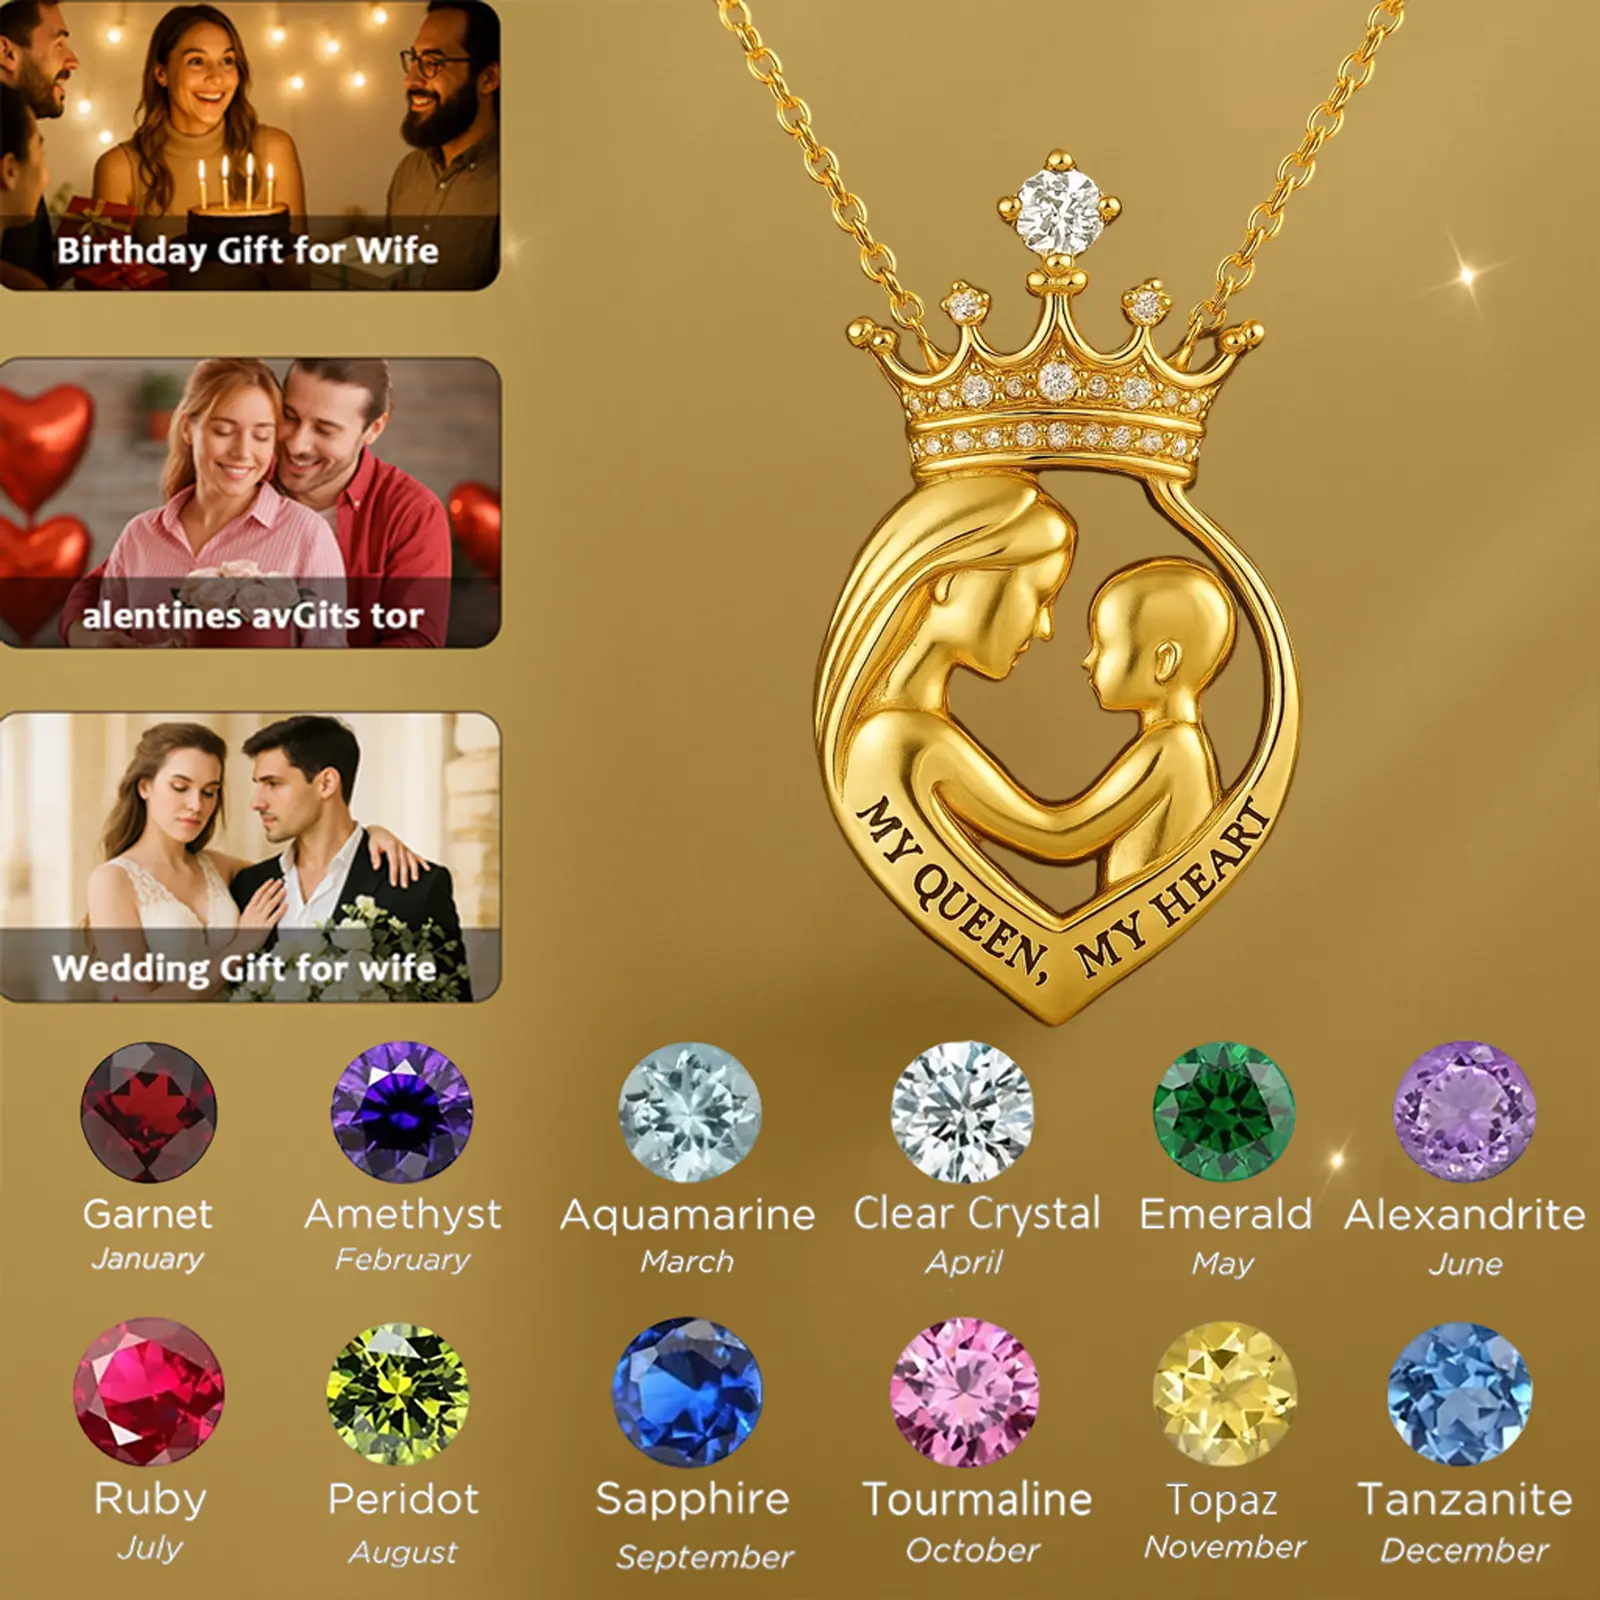 Birthday Gift for Wife
alentines avGits tor
Wedding Gift for wife
MY QUEEN, MY HEART
Garnet
January
Amethyst
February
Aquamarine
March
Clear Crystal
April
Emerald
May
Alexandrite
June
Ruby
July
Peridot
August
Sapphire
September
Tourmaline
October
Topaz
November
Tanzanite
December